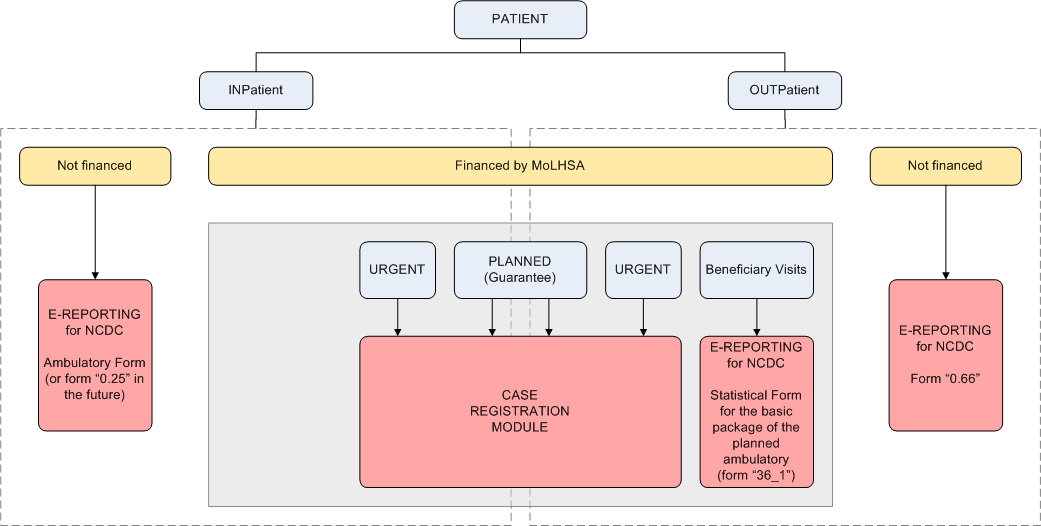 PATIENT
INPatient
OUTPatient
Not financed
Financed by MoLHSA
Not financed
URGENT
PLANNED
(Guarantee)
URGENT
Beneficiary Visits
E-REPORTING
for NCDC
Ambulatory Form
(or form “0.25” in
the future)
CASE
REGISTRATION
MODULE
E-REPORTING
for NCDC
Statistical Form
for the basic
package of the
planned
ambulatory
(form “36_1”)
E-REPORTING
for NCDC
Form “0.66”